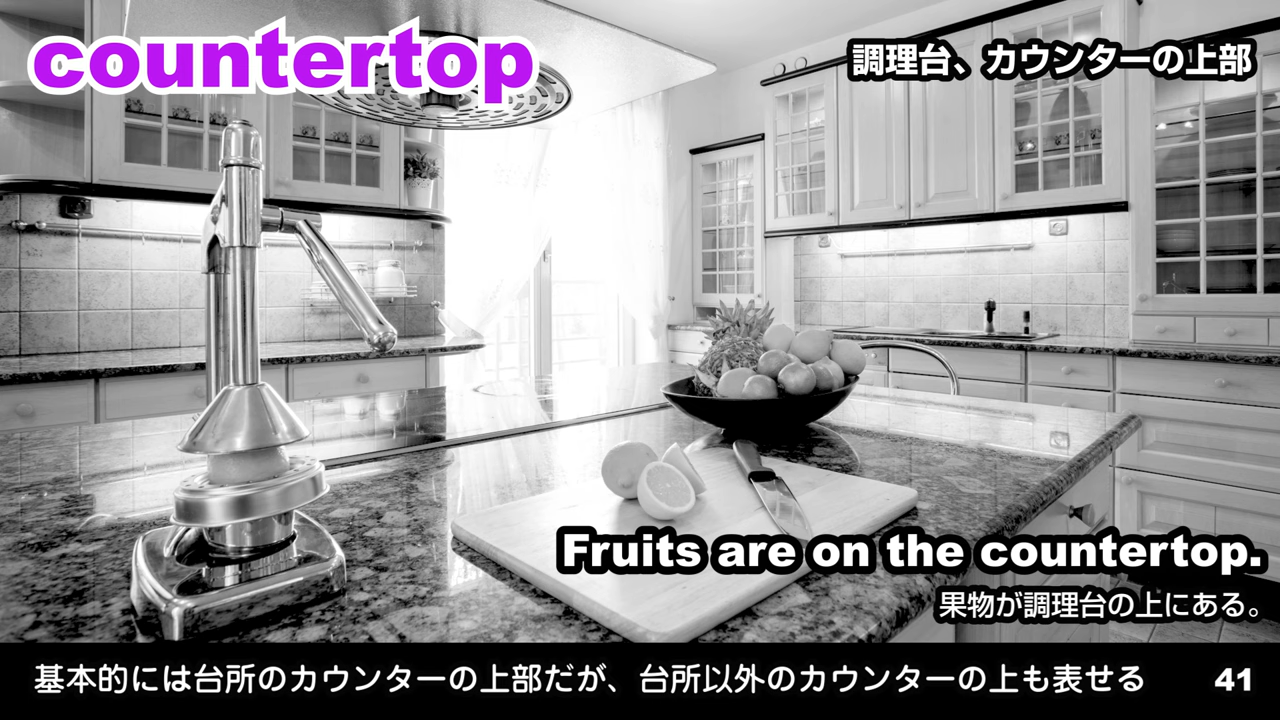 countertop
調理台、カウンターの上部
Fruits are on the countertop.
果物が調理台の上にある。
基本的には台所のカウンターの上部だが、台所以外のカウンターの上も表せる
41